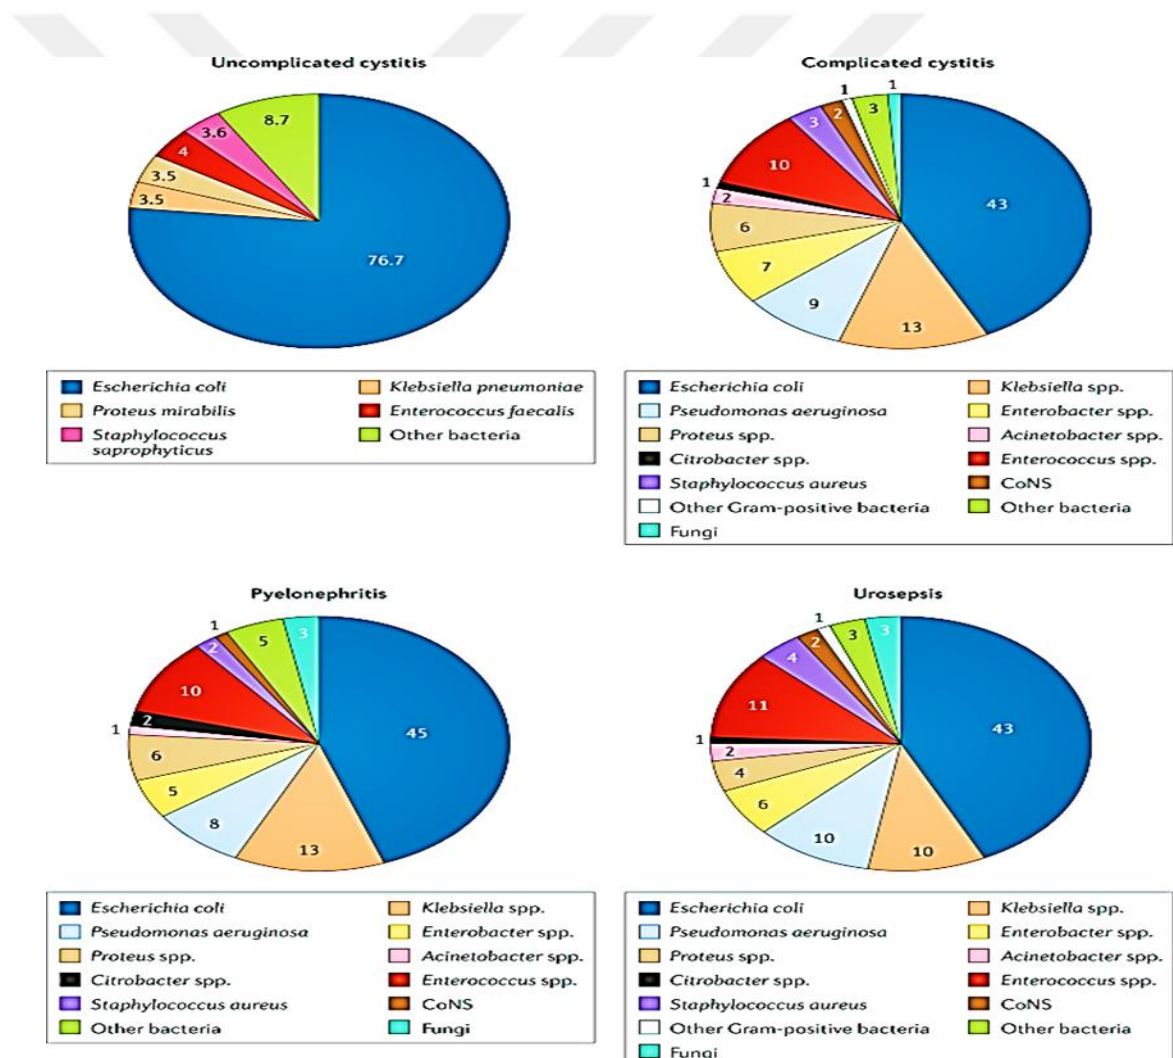 Uncomplicated cystitis
8.7
3.6
4
3.5
3.5
76.7
Escherichia coli
Klebsiella pneumoniae
Proteus mirabilis
Enterococcus faecalis
Staphylococcus
saprophyticus
Other bacteria
Complicated cystitis
1
3
1
2
3
10
1
2
6
7
9
13
43
Escherichia coli
Klebsiella spp.
Pseudomonas aeruginosa
Enterobacter spp.
Proteus spp.
Acinetobacter spp.
Citrobacter spp.
Enterococcus spp.
Staphylococcus aureus
CoNS
Other Gram-positive bacteria
Other bacteria
Fungi
Pyelonephritis
3
5
1
2
10
2
1
6
5
8
13
45
Escherichia coli
Klebsiella spp.
Pseudomonas aeruginosa
Enterobacter spp.
Proteus spp.
Acinetobacter spp.
Citrobacter spp.
Enterococcus spp.
Staphylococcus aureus
CoNS
Other bacteria
Fungi
Urosepsis
3
3
1
2
4
11
1
2
4
6
10
10
43
Escherichia coli
Klebsiella spp.
Pseudomonas aeruginosa
Enterobacter spp.
Proteus spp.
Acinetobacter spp.
Citrobacter spp.
Enterococcus spp.
Staphylococcus aureus
CoNS
Other Gram-positive bacteria
Other bacteria
Fungi